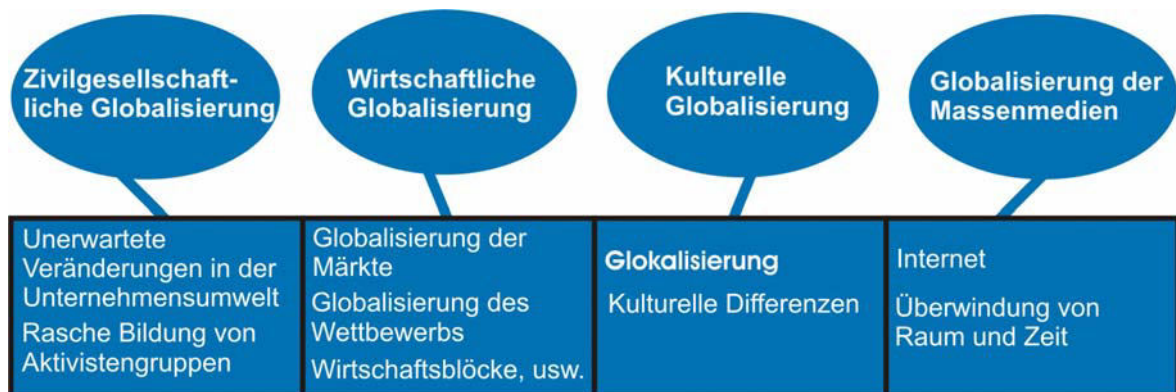 Zivilgesellschaft-
liche Globalisierung
Wirtschaftliche
Globalisierung
Kulturelle
Globalisierung
Globalisierung der
Massenmedien
Unerwartete
Veränderungen in der
Unternehmensumwelt
Rasche Bildung von
Aktivistengruppen
Globalisierung der
Märkte
Globalisierung des
Wettbewerbs
Wirtschaftsblöcke, usw.
Glokalisierung
Kulturelle Differenzen
Internet
Überwindung von
Raum und Zeit